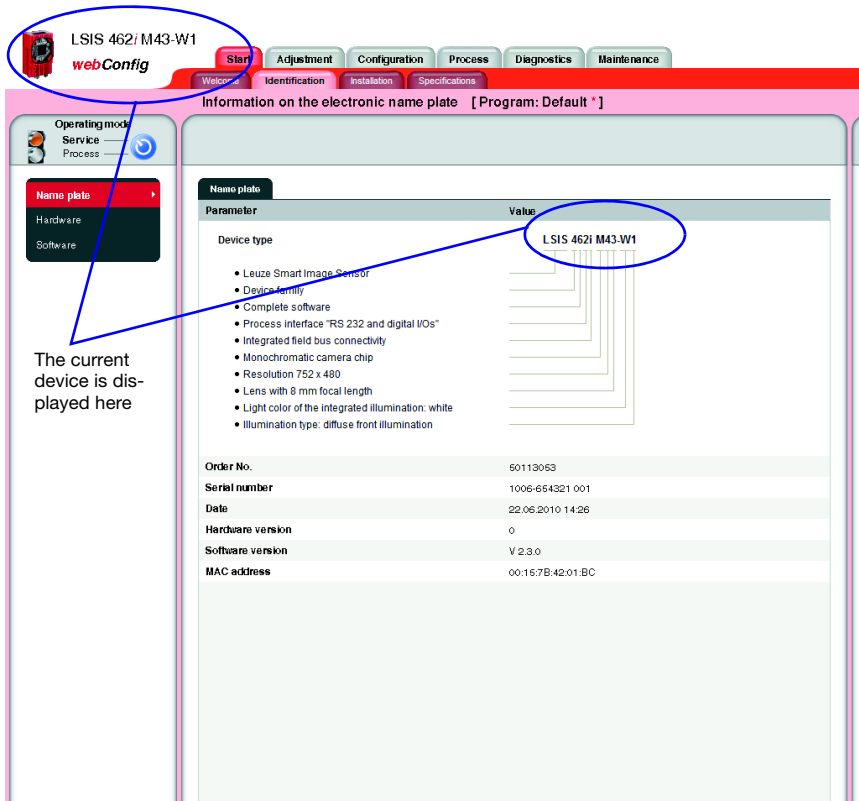 LSIS 462i M43-W1
webConfig
Start Adjustment Configuration Process Diagnostics Maintenance
Welcome Identification Installation Specifications
Information on the electronic name plate [ Program: Default * ]
Operating mode
Service
Process
Name plate
Hardware
Software
The current
device is dis-
played here
Name plate
Parameter Value
Device type LSIS 462i M43-W1
• Leuze Smart Image Sensor
• Device family
• Complete software
• Process interface "RS 232 and digital I/Os"
• Integrated field bus connectivity
• Monochromatic camera chip
• Resolution 752 x 480
• Lens with 8 mm focal length
• Light color of the integrated illumination: white
• Illumination type: diffuse front illumination
Order No. 50113053
Serial number 1006-654321 001
Date 22.06.2010 14:26
Hardware version 0
Software version V 2.3.0
MAC address 00:15:7B:42:01:BC